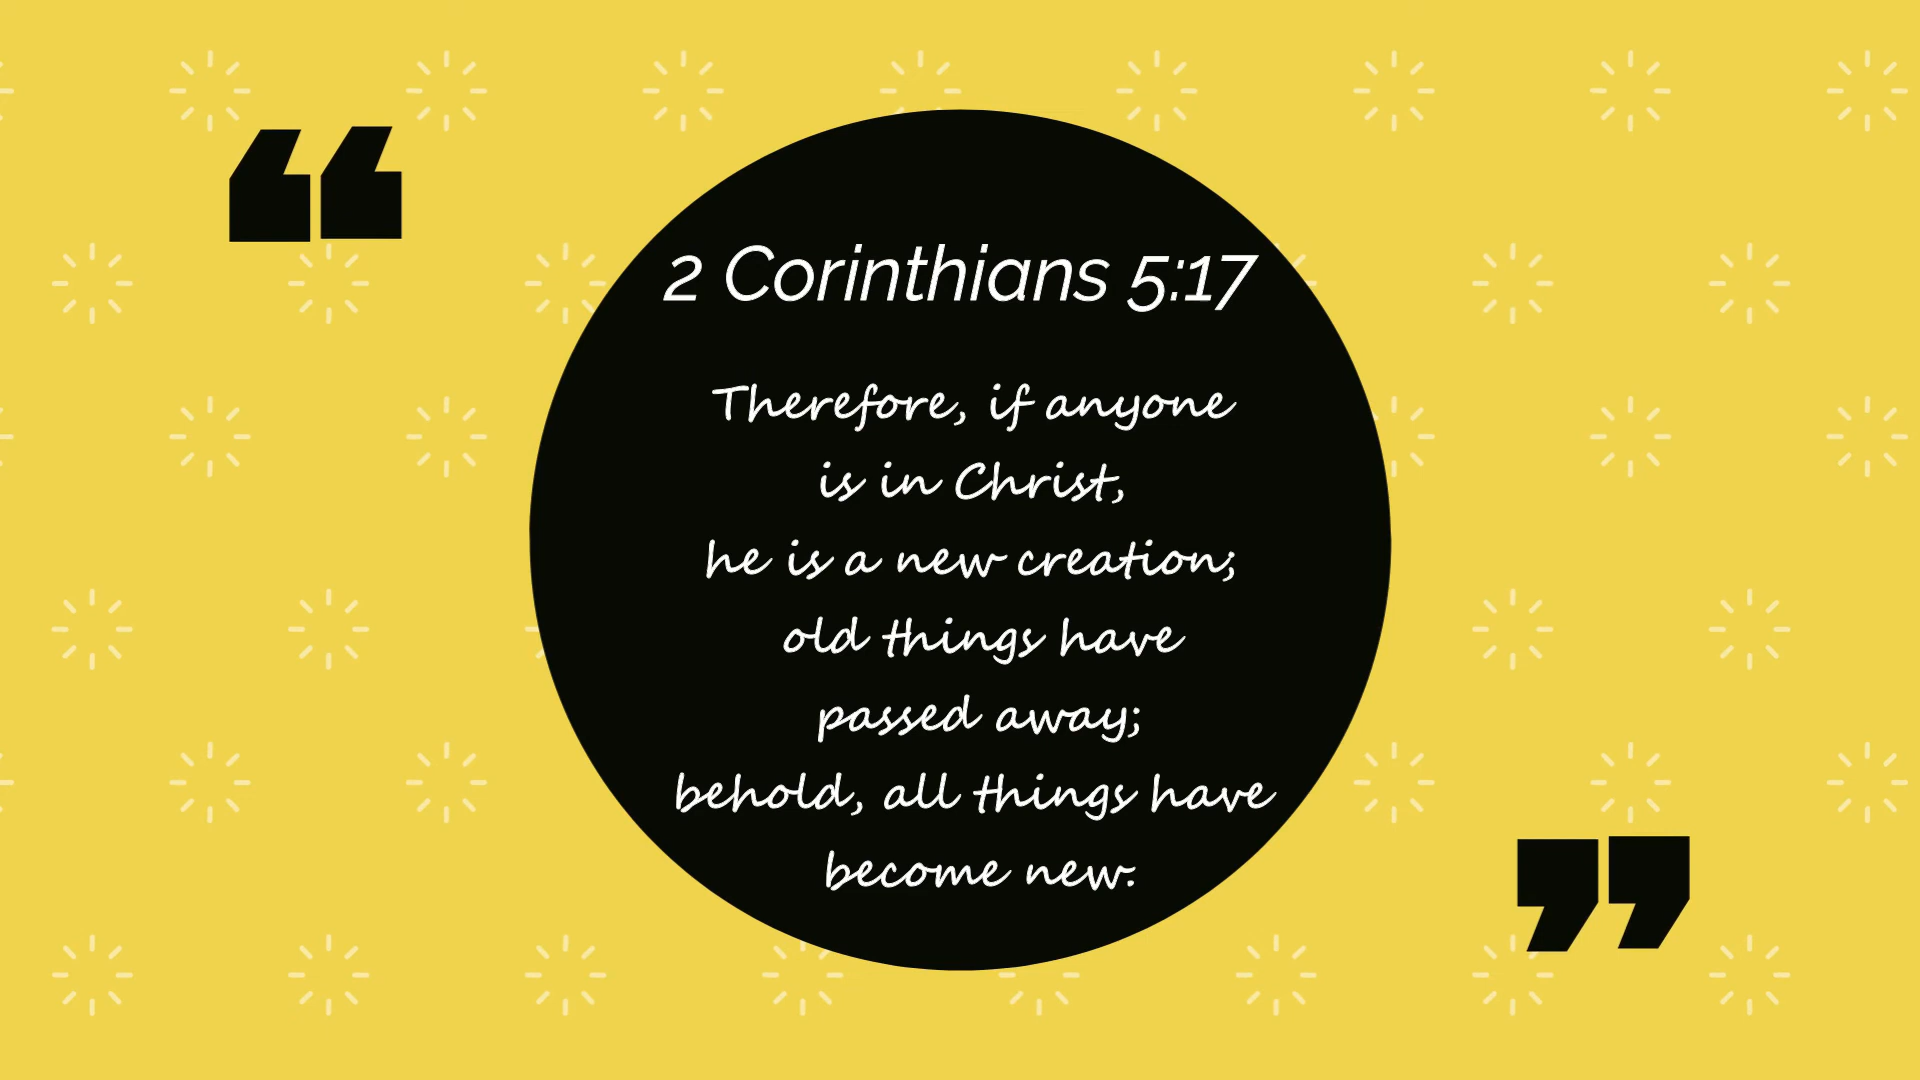 “
2 Corinthians 5:17
Therefore, if anyone
is in Christ,
he is a new creation;
old things have
passed away;
behold, all things have
become new.
”